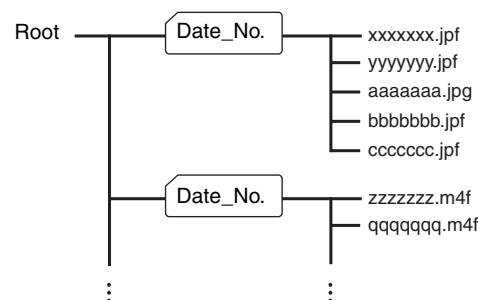 Root
Date_No.
xxxxxxx.jpf
yyyyyyy.jpf
aaaaaaa.jpg
bbbbbbb.jpf
ccccccc.jpf
Date_No.
zzzzzzz.m4f
qqqqqqq.m4f